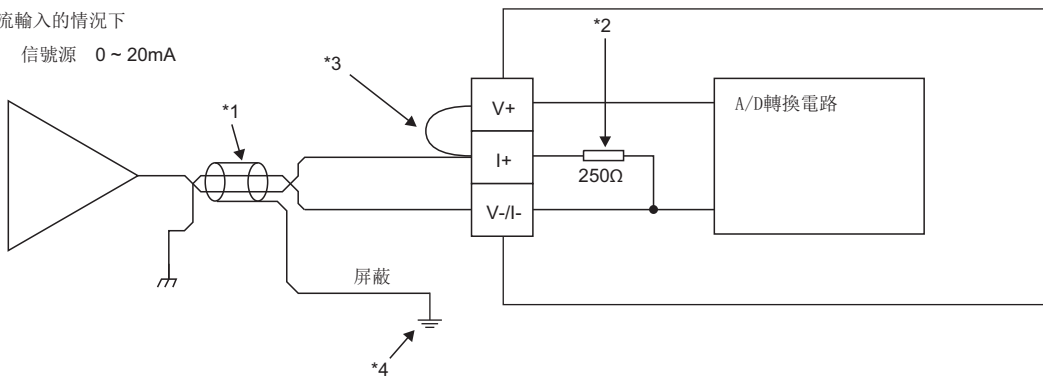 流輸入的情況下
信號源 0 ~ 20mA
*1
*3
*2
V+
I+
V-/I-
250Ω
A/D轉換電路
屏蔽
*4